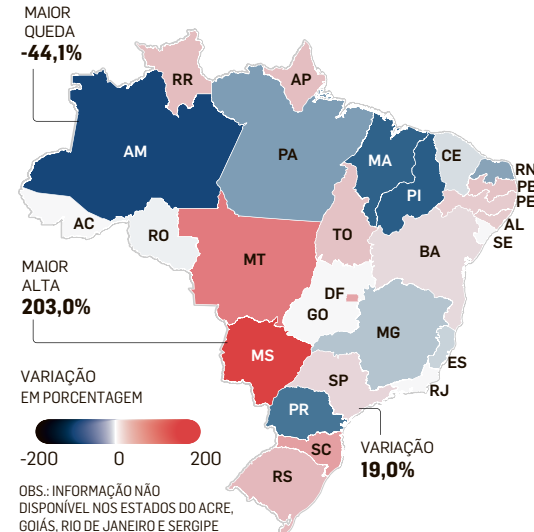 MAIOR
QUEDA
-44,1%
RR
AP
AM
PA
MA
CE
RN
PI
PE
PE
AL
SE
AC
RO
TO
BA
MT
DF
GO
MAIOR
ALTA
203,0%
MG
MS
ES
SP
RJ
VARIAÇÃO
EM PORCENTAGEM
PR
-200 0 200
SC
VARIAÇÃO
19,0%
RS
OBS.: INFORMAÇÃO NÃO
DISPONÍVEL NOS ESTADOS DO ACRE,
GOIÁS, RIO DE JANEIRO E SERGIPE